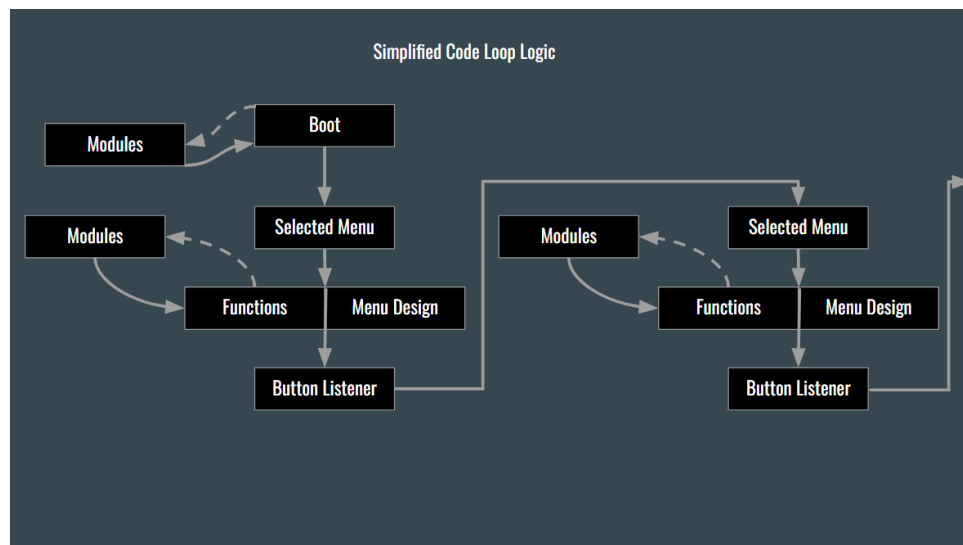 Simplified Code Loop Logic
Boot
Modules
Selected Menu
Modules
Functions
Menu Design
Button Listener
Selected Menu
Modules
Functions
Menu Design
Button Listener